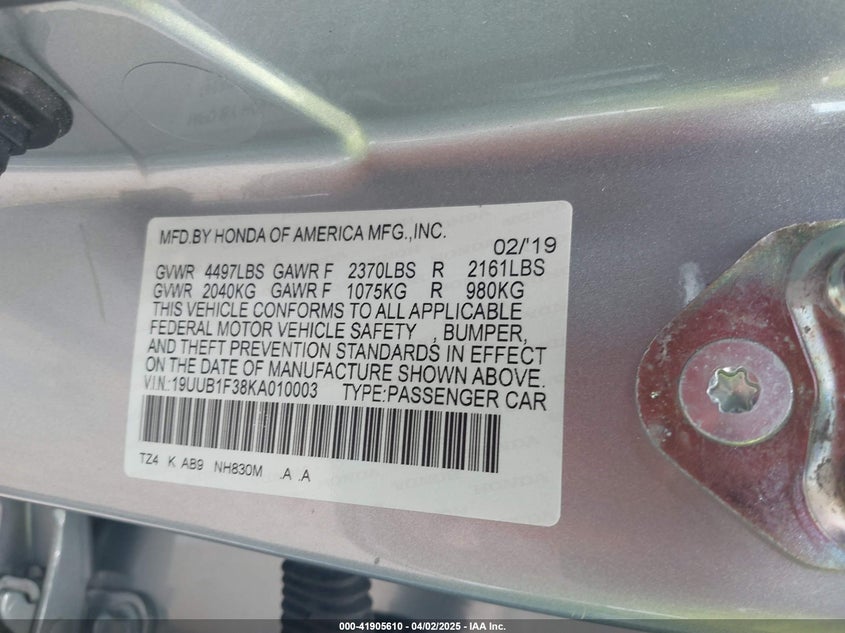 MFD.BY HONDA OF AMERICA MFG.,INC. 02/'19
GVWR 4497LBS GAWR F 2370LBS R 2161LBS
GVWR 2040KG GAWR F 1075KG R 980KG
THIS VEHICLE CONFORMS TO ALL APPLICABLE
FEDERAL MOTOR VEHICLE SAFETY , BUMPER,
AND THEFT PREVENTION STANDARDS IN EFFECT
ON THE DATE OF MANUFACTURE SHOWN ABOVE.
VIN:19UUB1F38KA010003 TYPE:PASSENGER CAR
TZ4 K AB9 NH830M .A .A
000-41905610 - 04/02/2025 - IAA Inc.